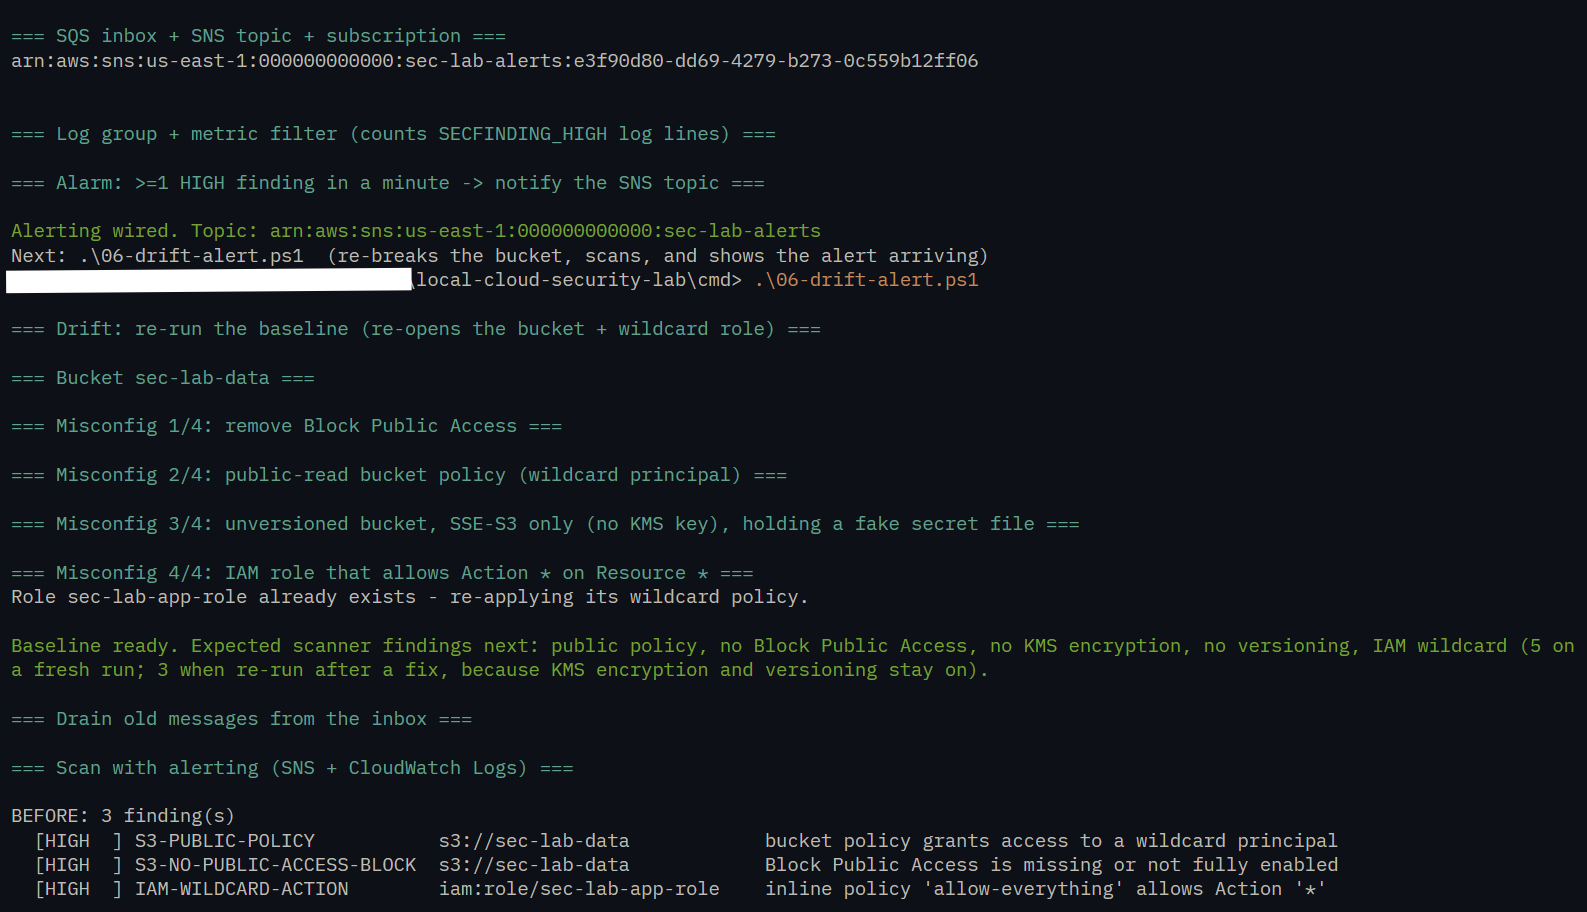 === SQS inbox + SNS topic + subscription ===
arn:aws:sns:us-east-1:000000000000:sec-lab-alerts:e3f90d80-dd69-4279-b273-0c559b12ff06
=== Log group + metric filter (counts SECFINDING_HIGH log lines) ===
=== Alarm: >=1 HIGH finding in a minute -> notify the SNS topic ===
Alerting wired. Topic: arn:aws:sns:us-east-1:000000000000:sec-lab-alerts
Next: .\06-drift-alert.ps1  (re-breaks the bucket, scans, and shows the alert arriving)
\local-cloud-security-lab\cmd> .\06-drift-alert.ps1
=== Drift: re-run the baseline (re-opens the bucket + wildcard role) ===
=== Bucket sec-lab-data ===
=== Misconfig 1/4: remove Block Public Access ===
=== Misconfig 2/4: public-read bucket policy (wildcard principal) ===
=== Misconfig 3/4: unversioned bucket, SSE-S3 only (no KMS key), holding a fake secret file ===
=== Misconfig 4/4: IAM role that allows Action * on Resource * ===
Role sec-lab-app-role already exists - re-applying its wildcard policy.
Baseline ready. Expected scanner findings next: public policy, no Block Public Access, no KMS encryption, no versioning, IAM wildcard (5 on
a fresh run; 3 when re-run after a fix, because KMS encryption and versioning stay on).
=== Drain old messages from the inbox ===
=== Scan with alerting (SNS + CloudWatch Logs) ===
BEFORE: 3 finding(s)
[HIGH  ] S3-PUBLIC-POLICY           s3://sec-lab-data            bucket policy grants access to a wildcard principal
[HIGH  ] S3-NO-PUBLIC-ACCESS-BLOCK  s3://sec-lab-data            Block Public Access is missing or not fully enabled
[HIGH  ] IAM-WILDCARD-ACTION        iam:role/sec-lab-app-role    inline policy 'allow-everything' allows Action '*'